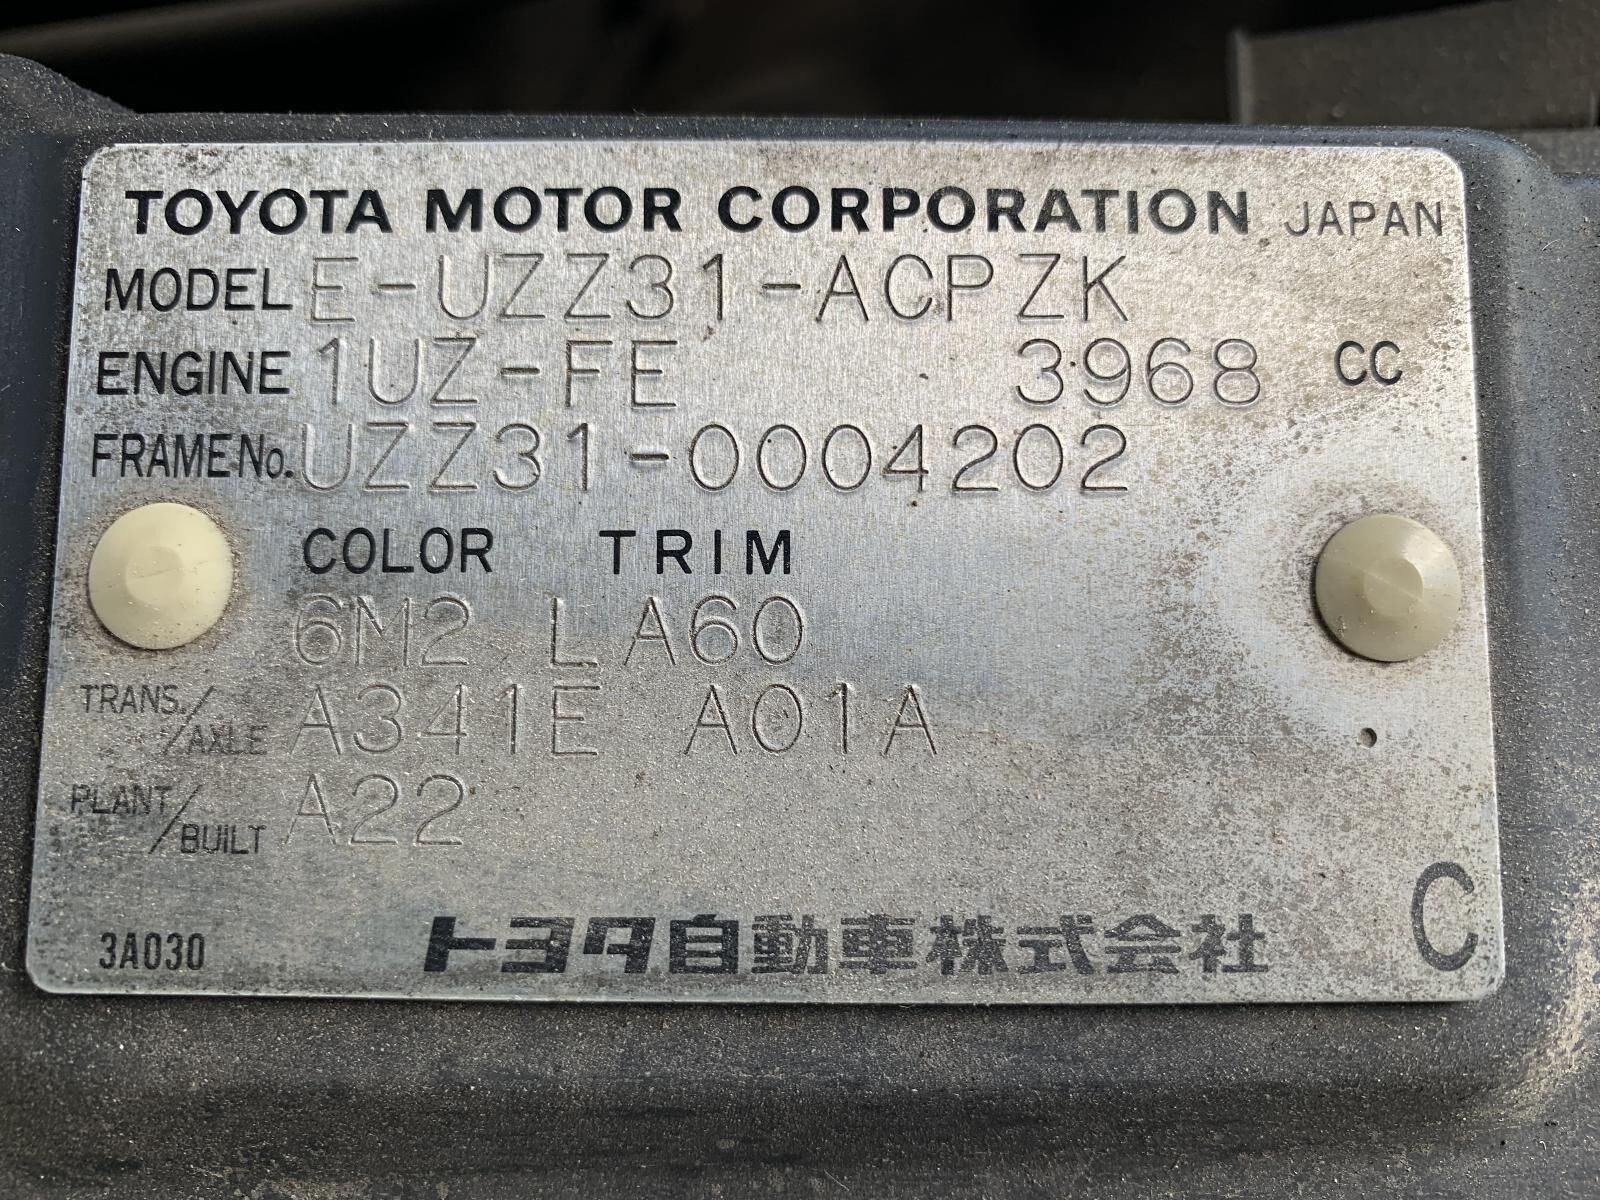 TOYOTA MOTOR CORPORATION JAPAN
MODEL E-UZZ31-ACPZK
ENGINE 1UZ-FE 3968 CC
FRAME No. UZZ31-0004202
COLOR TRIM
6M2 LA60
TRANS./AXLE A341E A01A
PLANT/BUILT A22
3A030 トヨタ自動車株式会社 C